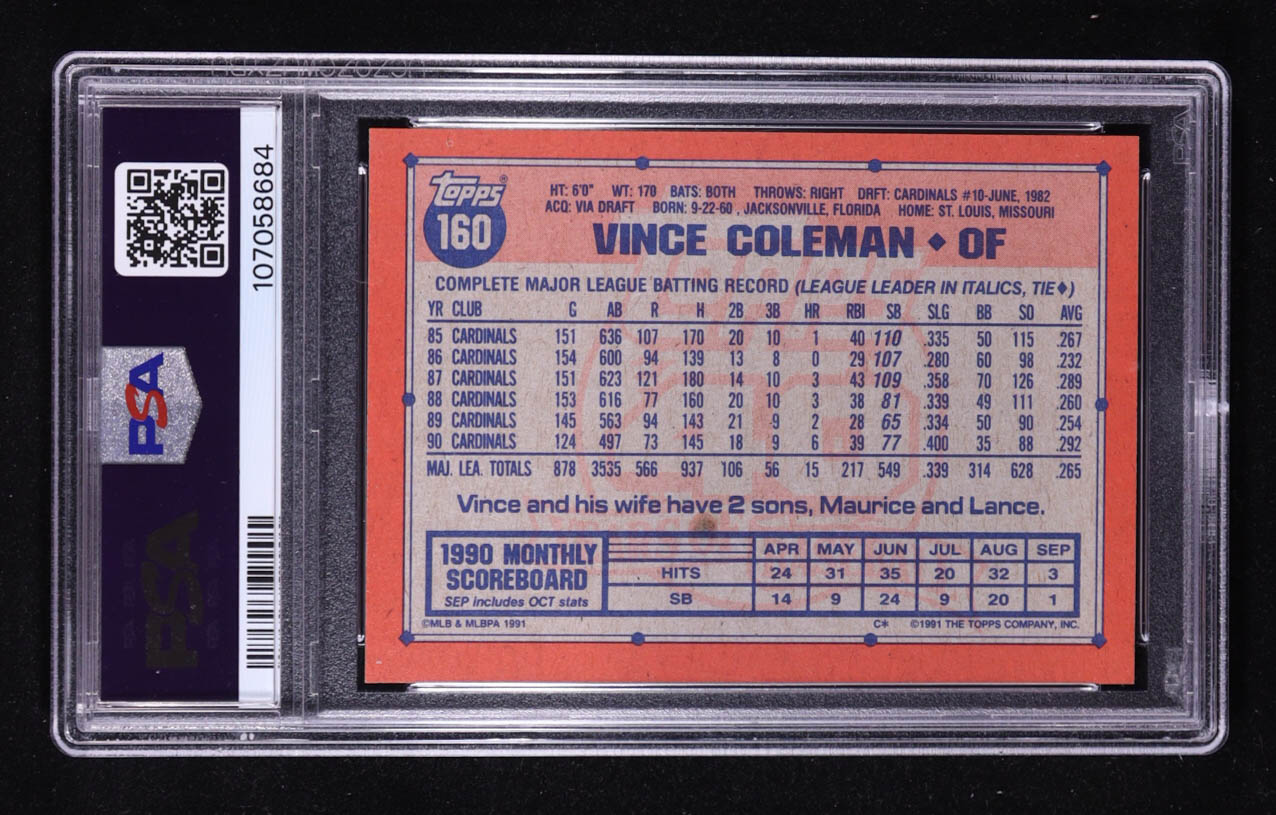 107058684
PSA
PSA
topps®
160
HT: 6'0" WT: 170 BATS: BOTH THROWS: RIGHT DRFT: CARDINALS #10-JUNE, 1982
ACQ: VIA DRAFT BORN: 9-22-60 , JACKSONVILLE, FLORIDA HOME: ST. LOUIS, MISSOURI
VINCE COLEMAN ◆ OF
COMPLETE MAJOR LEAGUE BATTING RECORD (LEAGUE LEADER IN ITALICS, TIE◆)
YR CLUB G AB R H 2B 3B HR RBI SB SLG BB SO AVG
85 CARDINALS 151 636 107 170 20 10 1 40 110 .335 50 115 .267
86 CARDINALS 154 600 94 139 13 8 0 29 107 .280 60 98 .232
87 CARDINALS 151 623 121 180 14 10 3 43 109 .358 70 126 .289
88 CARDINALS 153 616 77 160 20 10 3 38 81 .339 49 111 .260
89 CARDINALS 145 563 94 143 21 9 2 28 65 .334 50 90 .254
90 CARDINALS 124 497 73 145 18 9 6 39 77 .400 35 88 .292
MAJ. LEA. TOTALS 878 3535 566 937 106 56 15 217 549 .339 314 628 .265
Vince and his wife have 2 sons, Maurice and Lance.
1990 MONTHLY SCOREBOARD
SEP includes OCT stats
APR MAY JUN JUL AUG SEP
HITS 24 31 35 20 32 3
SB 14 9 24 9 20 1
©MLB & MLBPA 1991 C* ©1991 THE TOPPS COMPANY, INC.